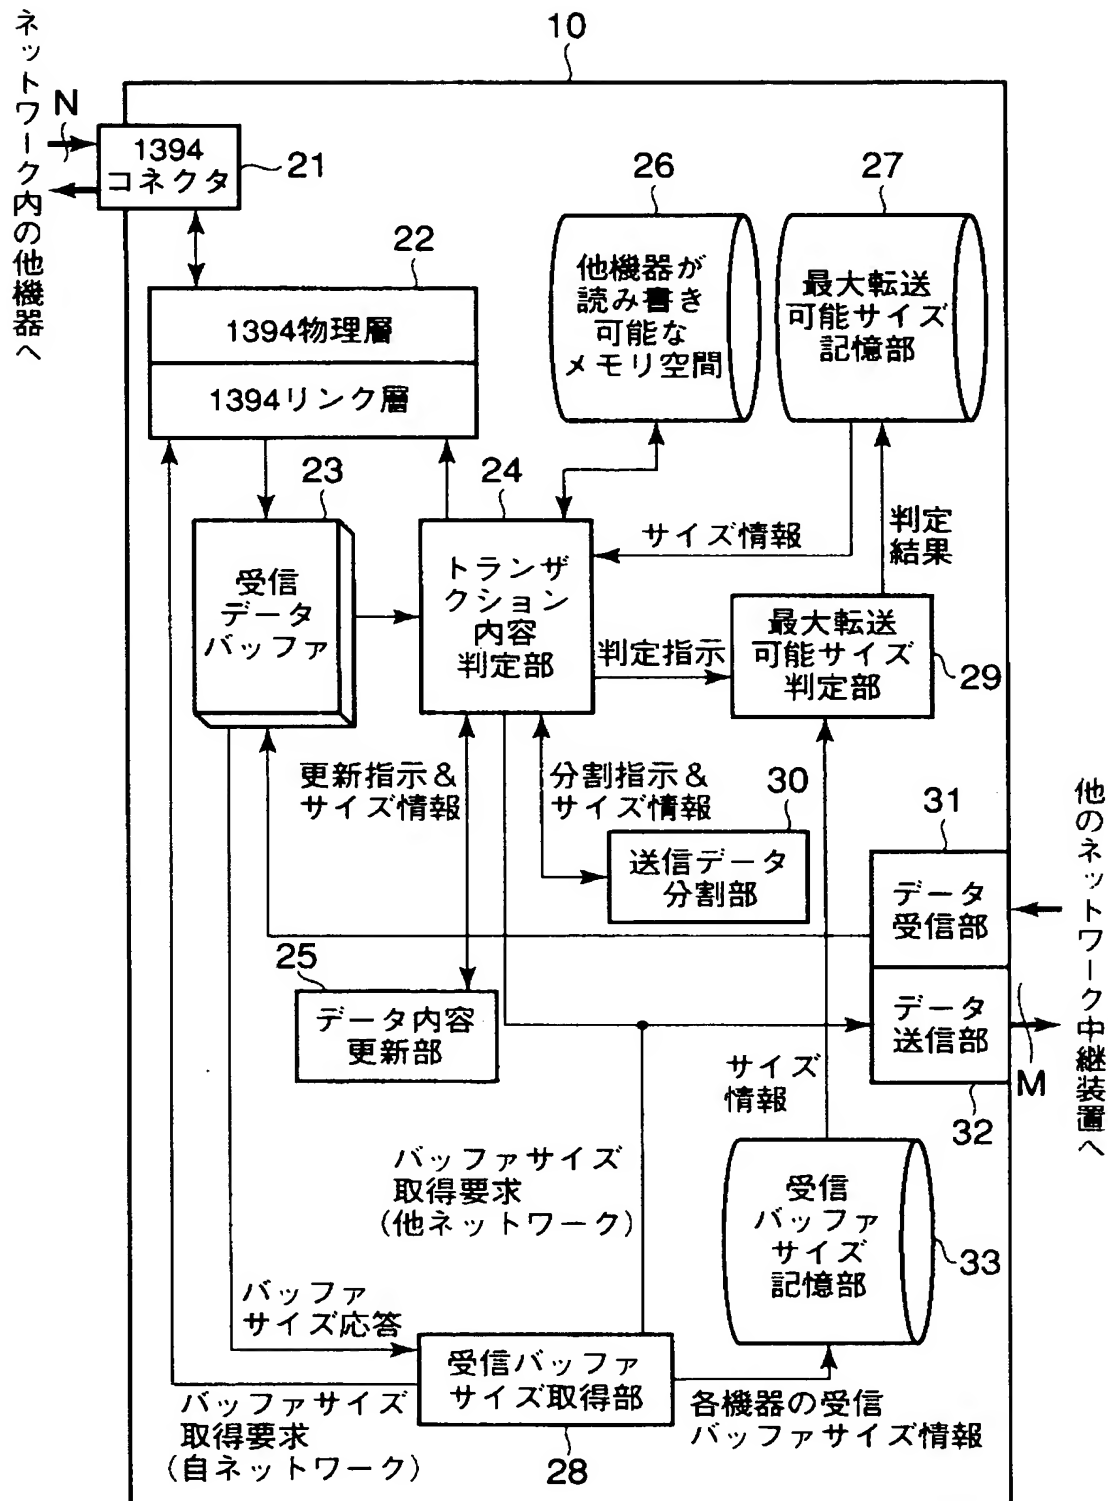 10
ネットワーク内の他機器へ
N
1394
コネクタ
21
22
1394物理層
1394リンク層
26
他機器が
読み書き
可能な
メモリ空間
27
最大転送
可能サイズ
記憶部
23
受信
データ
バッファ
24
トランザ
クション
内容
判定部
サイズ情報
判定
結果
判定指示
最大転送
可能サイズ
判定部
29
更新指示&
サイズ情報
分割指示&
サイズ情報
30
送信データ
分割部
31
データ
受信部
他のネットワーク中継装置へ
25
データ内容
更新部
データ
送信部
M
32
サイズ
情報
バッファサイズ
取得要求
(他ネットワーク)
受信
バッファ
サイズ
記憶部
33
バッファ
サイズ応答
受信バッファ
サイズ取得部
28
バッファサイズ
取得要求
(自ネットワーク)
各機器の受信
バッファサイズ情報